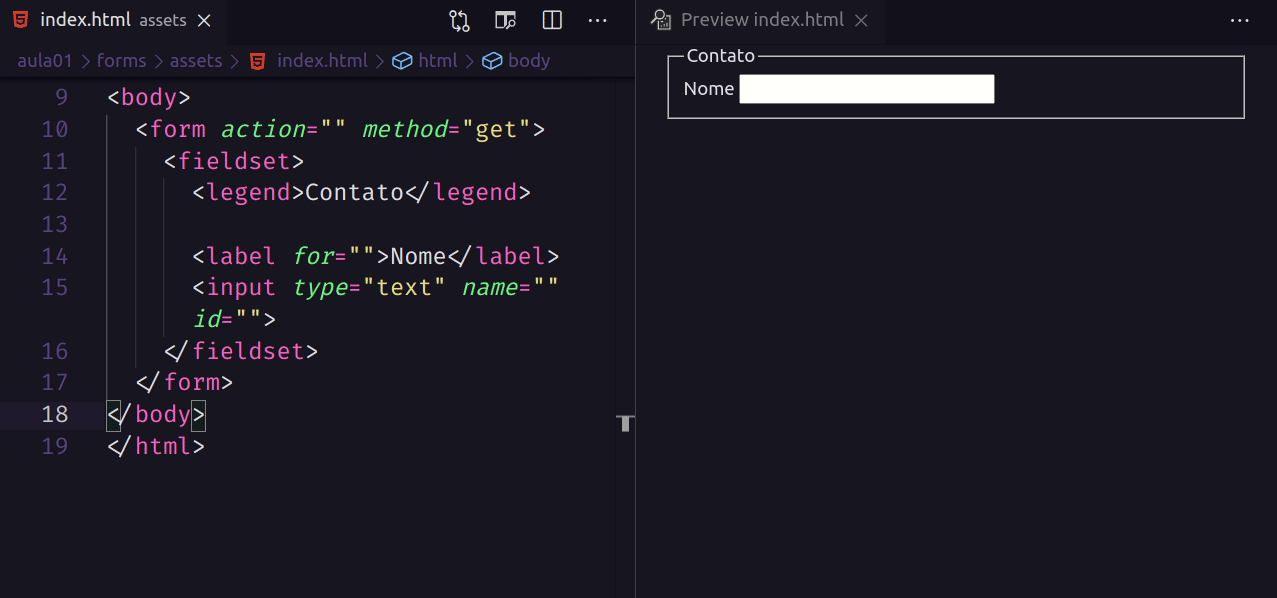 index.html assets
Preview index.html
aula01 > forms > assets > index.html > html > body
9 <body>
10 <form action="" method="get">
11 <fieldset>
12 <legend>Contato</legend>
13
14 <label for="">Nome</label>
15 <input type="text" name=""
id="">
16 </fieldset>
17 </form>
18 </body>
19 </html>
Contato
Nome